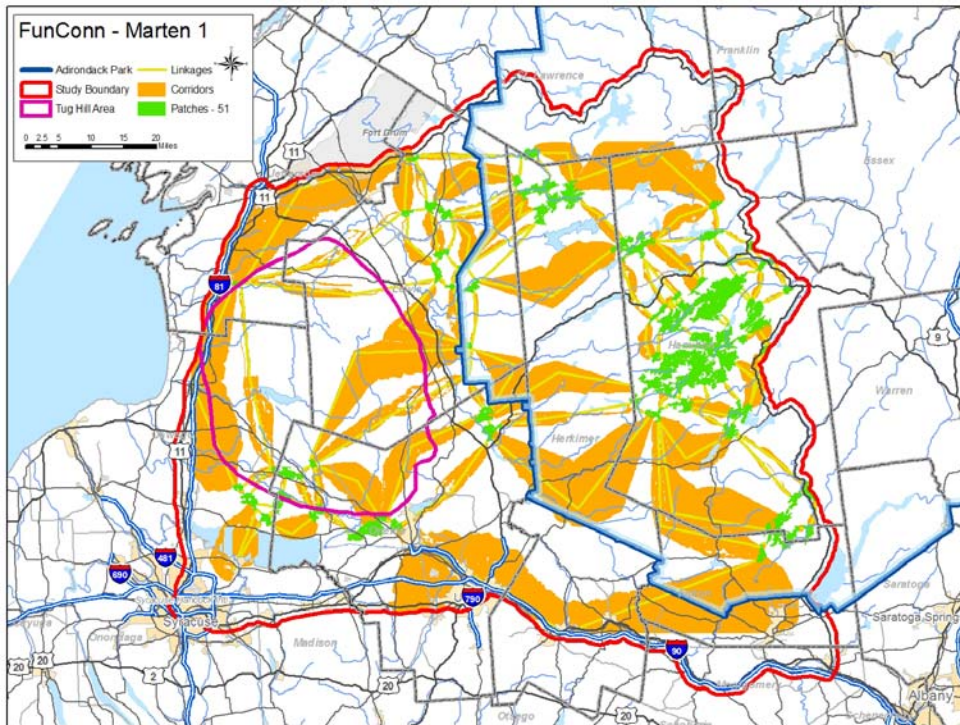 FunConn - Marten 1
Adirondack Park
Linkages
Study Boundary
Corridors
Tug Hill Area
Patches - 51
0 2.5 5 10 15 20
Miles
Franklin
Lawrence
Fort Drum
11
11
Essex
81
9
Warren
Herkimer
11
481
690
790
Syracuse
Saratoga
Saratoga Springs
Onondaga
Madison
90
20
20
2
20
Otsego
20
Montgomery
Albany